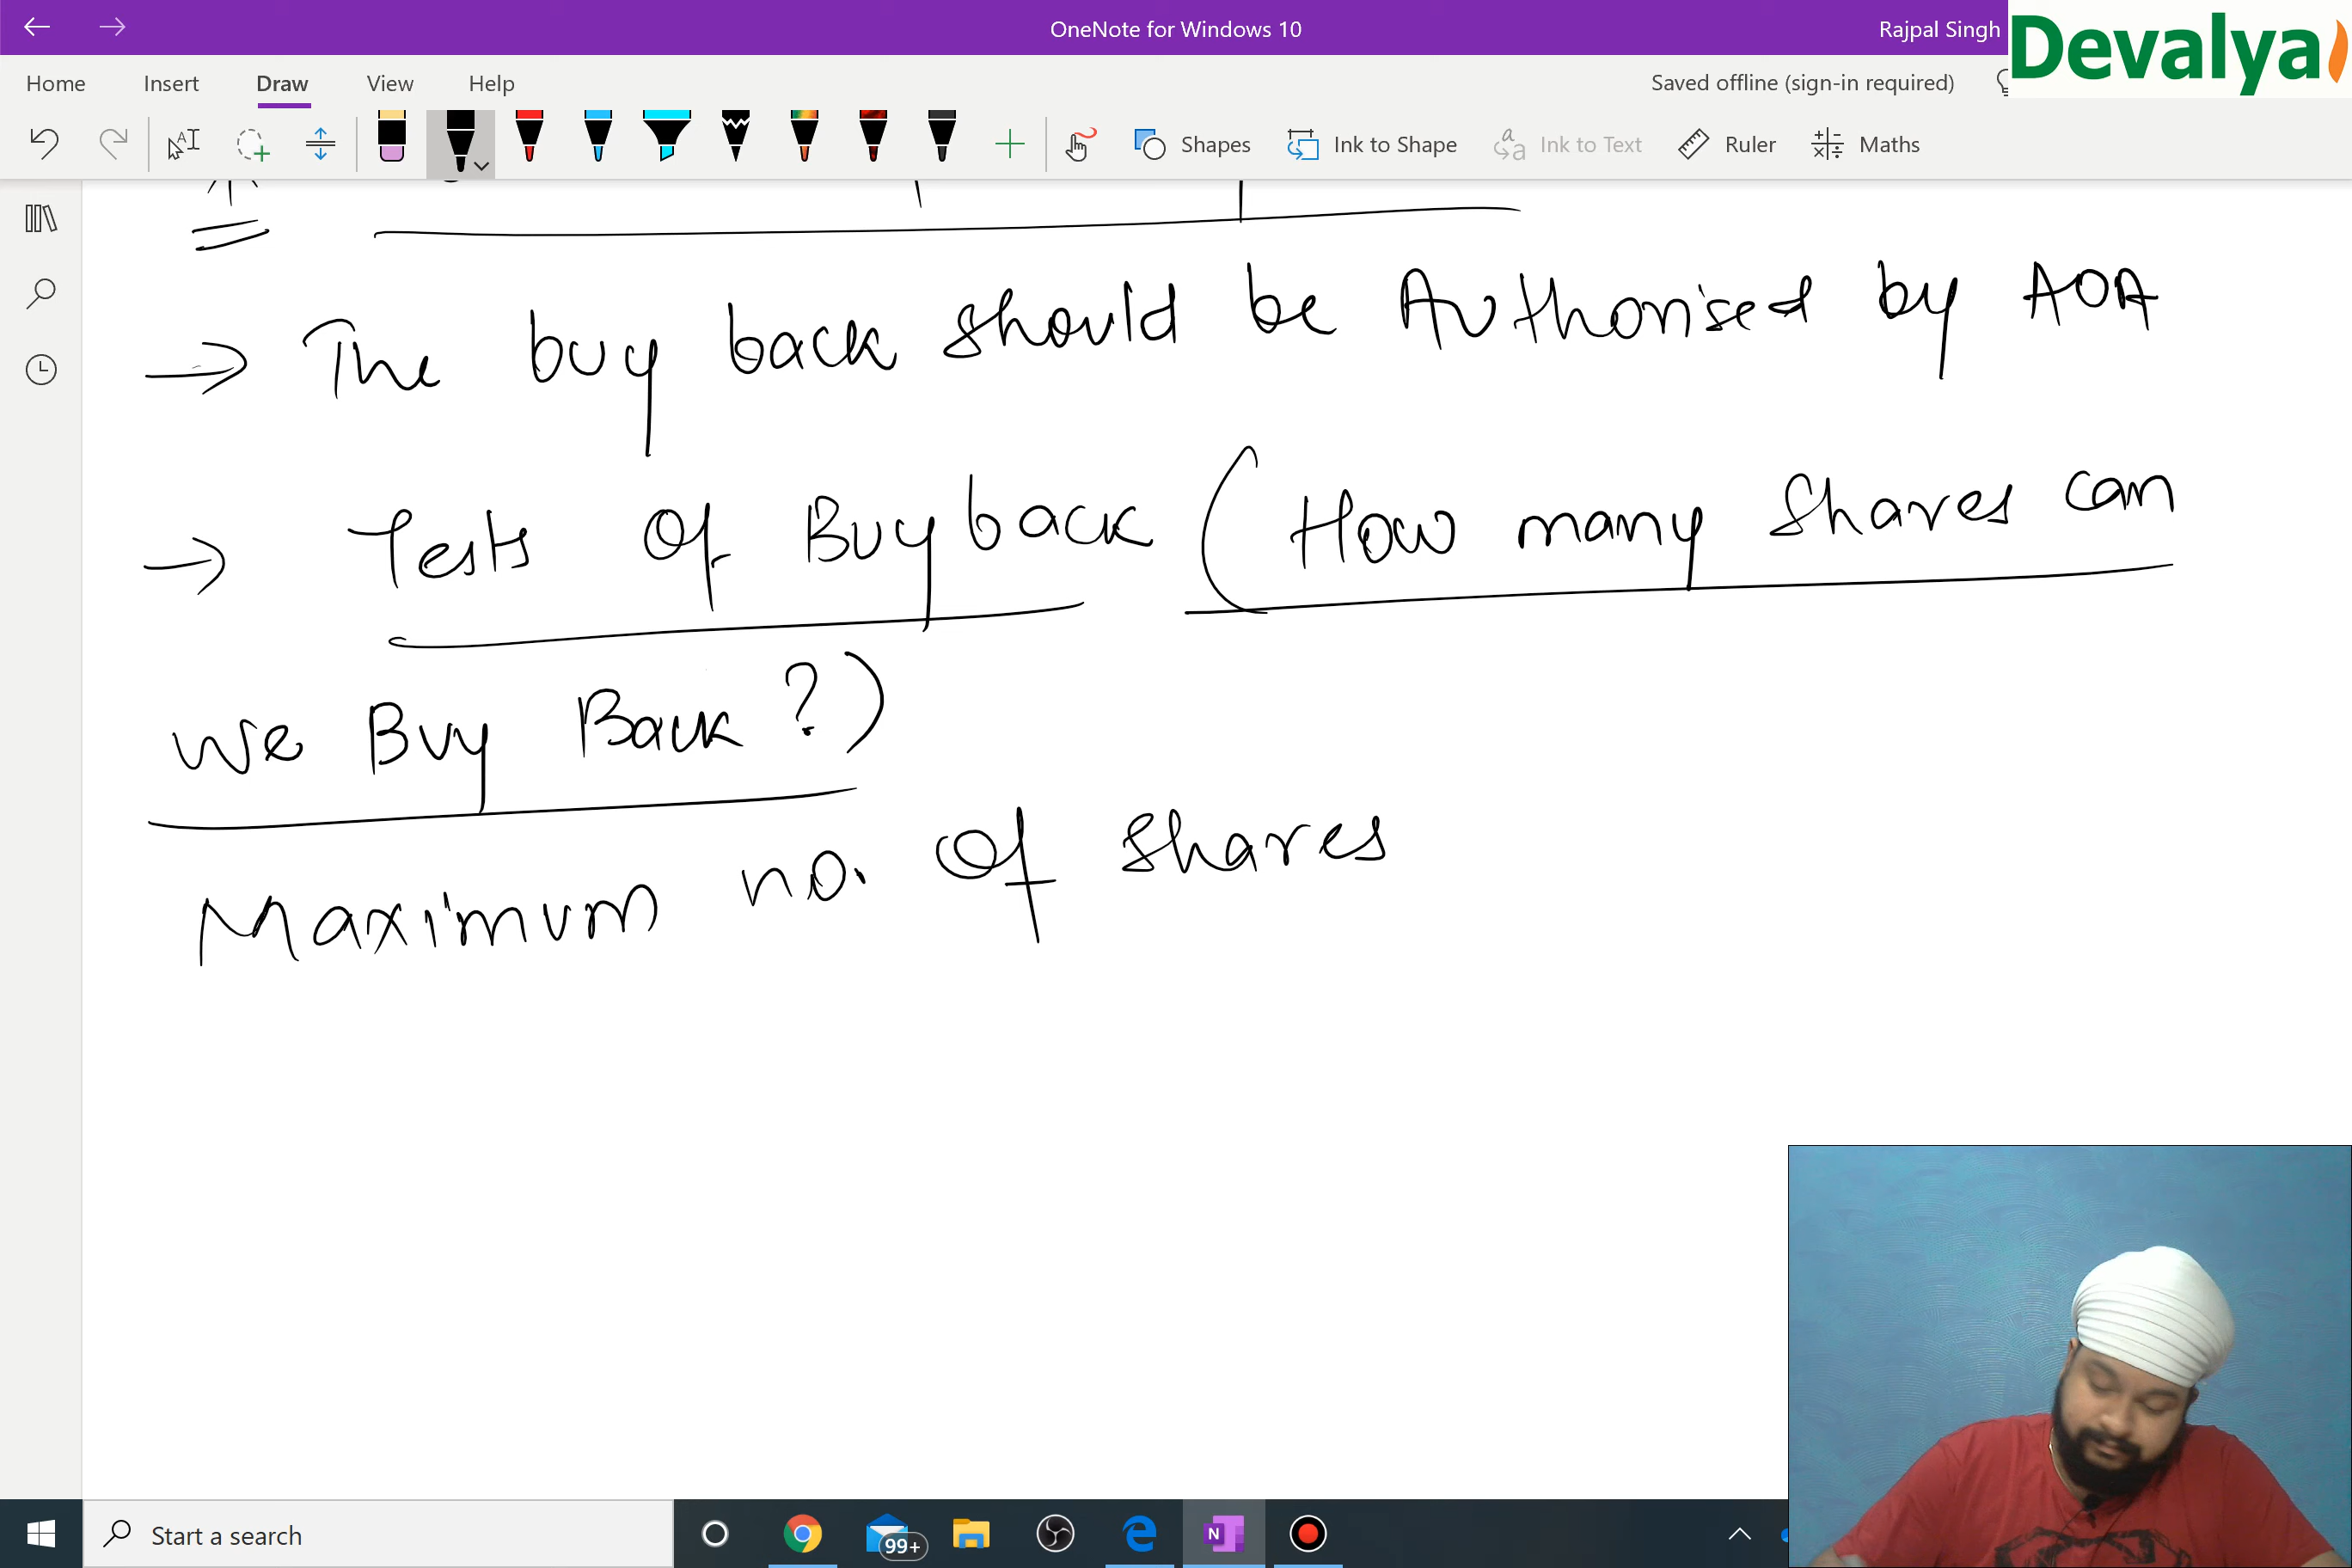 OneNote for Windows 10
Rajpal Singh
Devalya
Home Insert Draw View Help
Saved offline (sign-in required)
Shapes Ink to Shape Ink to Text Ruler Maths
→ The buy back should be Authorised by AOA
→ Tests Of Buyback (How many Shares can
We Buy Back?)
Maximum no. Of Shares
Start a search
99+
N